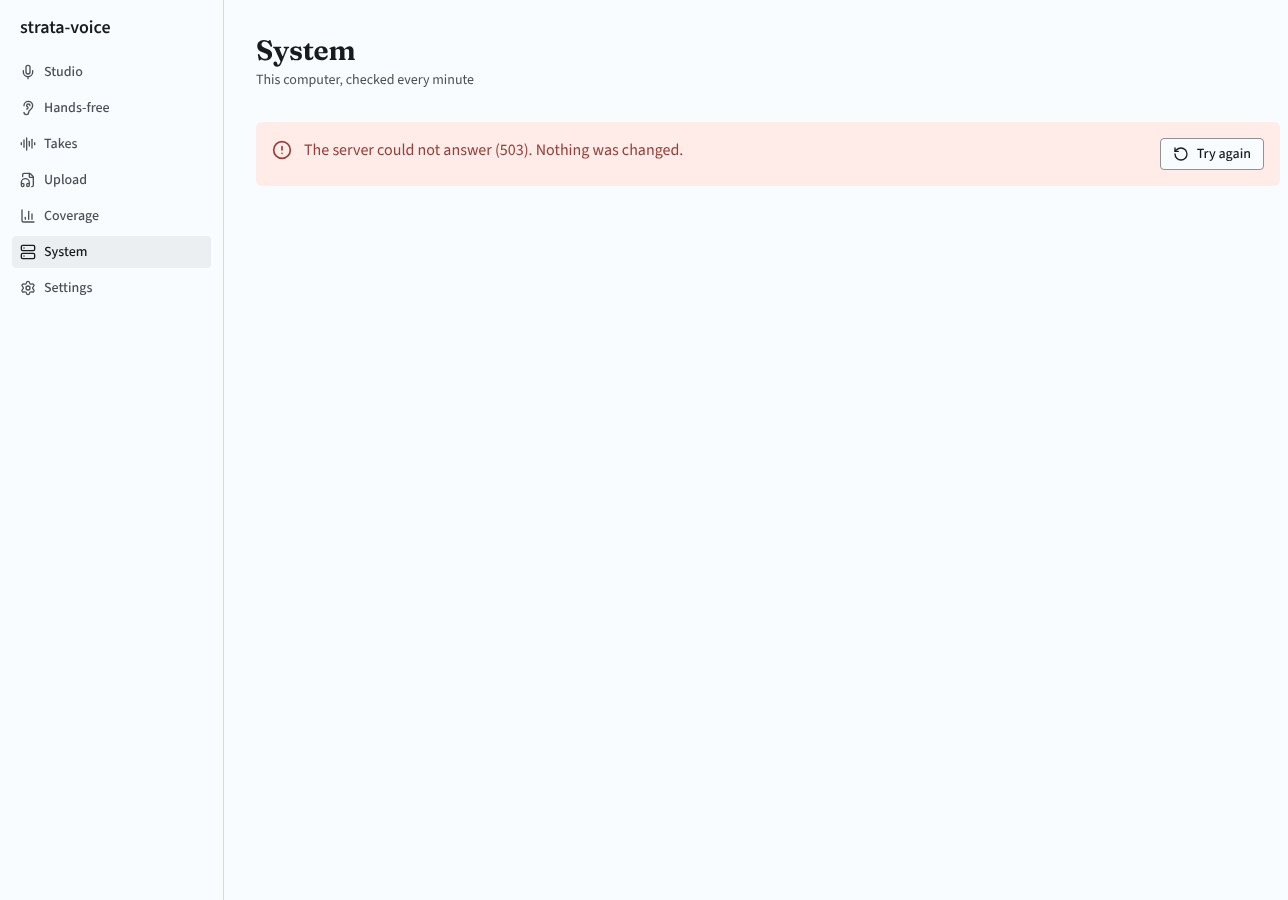 strata-voice
Studio
Hands-free
Takes
Upload
Coverage
System
Settings
System
This computer, checked every minute
The server could not answer (503). Nothing was changed.
Try again